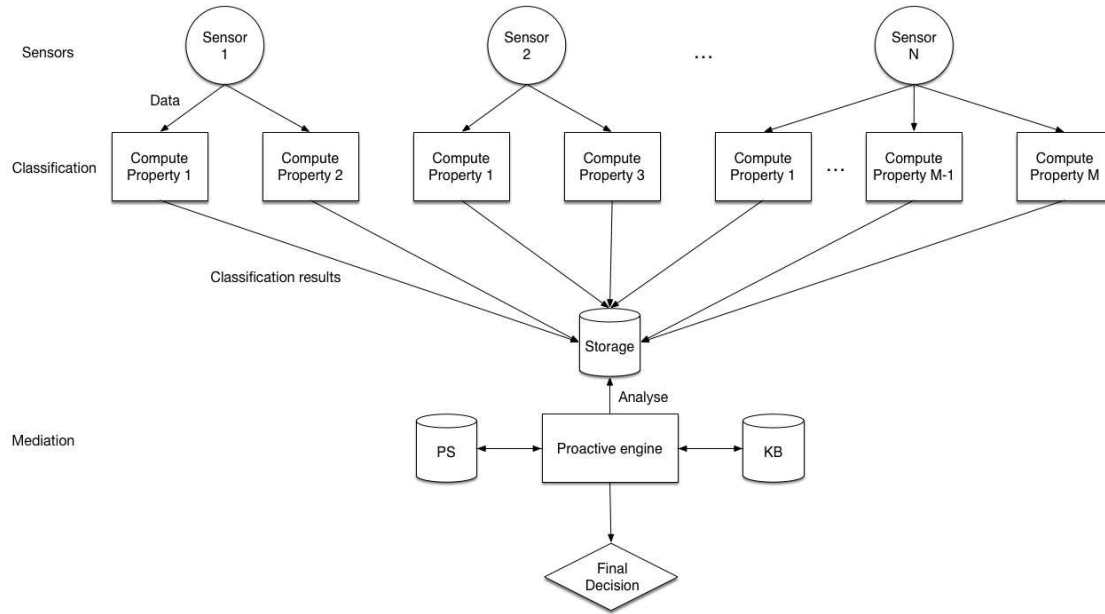 Sensors
Sensor
1
Sensor
2
...
Sensor
N
Data
Classification
Compute
Property 1
Compute
Property 2
Compute
Property 1
Compute
Property 3
Compute
Property 1
...
Compute
Property M-1
Compute
Property M
Classification results
Storage
Analyse
Mediation
PS
Proactive engine
KB
Final
Decision